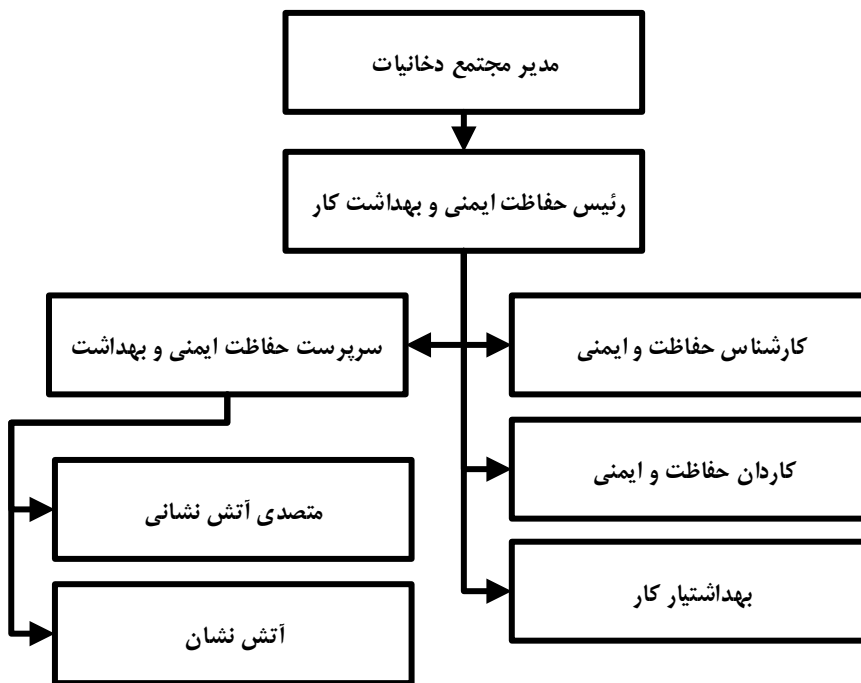 مدیر مجتمع دخانیات
رئیس حفاظت ایمنی و بهداشت کار
کارشناس حفاظت و ایمنی
سرپرست حفاظت ایمنی و بهداشت
کاردان حفاظت و ایمنی
متصدی آتش نشانی
بهداشتیار کار
آتش نشان